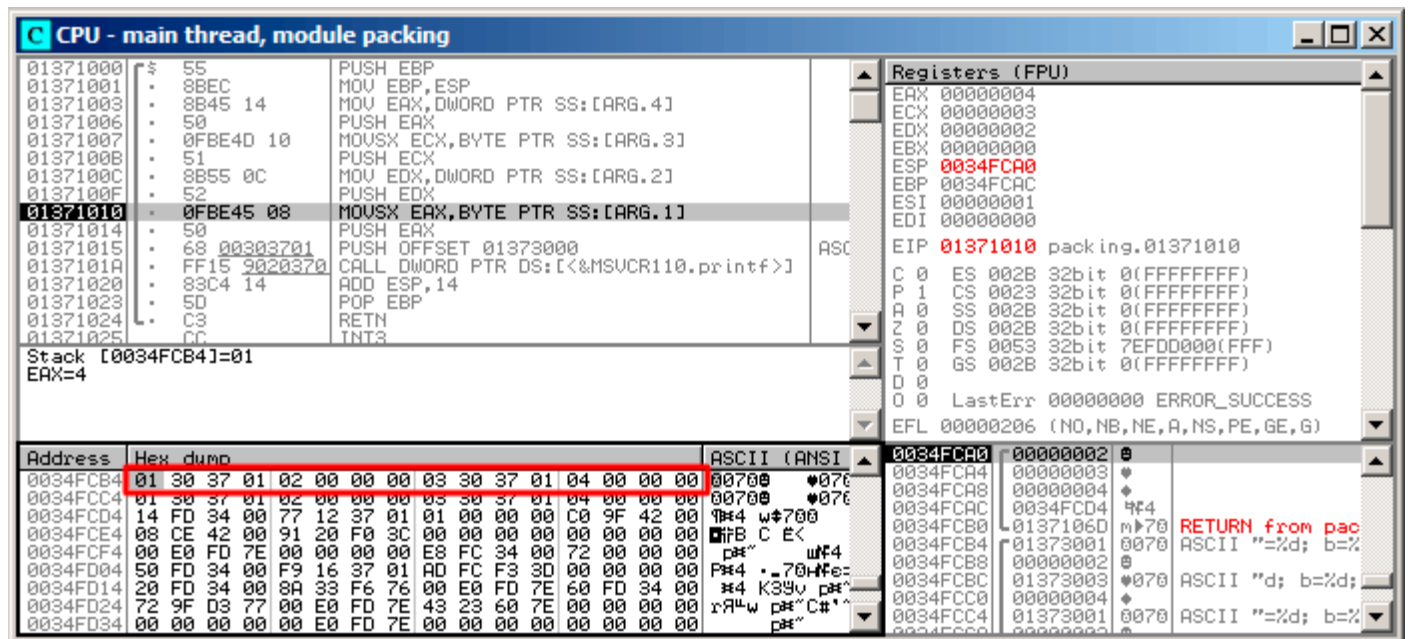 CPU - main thread, module packing
01371000 $ 55 PUSH EBP
01371001 . 8BEC MOV EBP,ESP
01371003 . 8B45 14 MOV EAX,DWORD PTR SS:[ARG.4]
01371006 . 50 PUSH EAX
01371007 . 0FBE4D 10 MOVSX ECX,BYTE PTR SS:[ARG.3]
0137100B . 51 PUSH ECX
0137100C . 8B55 0C MOV EDX,DWORD PTR SS:[ARG.2]
0137100F . 52 PUSH EDX
01371010 . 0FBE45 08 MOVSX EAX,BYTE PTR SS:[ARG.1]
01371014 . 50 PUSH EAX
01371015 . 68 00303701 PUSH OFFSET 01373000 ASC
0137101A . FF15 9020370 CALL DWORD PTR DS:[<&MSVCR110.printf>]
01371020 . 83C4 14 ADD ESP,14
01371023 . 5D POP EBP
01371024 . C3 RETN
01371025 CC INT3
Stack [0034FCB4]=01
EAX=4
Registers (FPU)
EAX 00000004
ECX 00000003
EDX 00000002
EBX 00000000
ESP 0034FCA0
EBP 0034FCAC
ESI 00000001
EDI 00000000
EIP 01371010 packing.01371010
C 0 ES 002B 32bit 0(FFFFFFFF)
P 1 CS 0023 32bit 0(FFFFFFFF)
A 0 SS 002B 32bit 0(FFFFFFFF)
Z 0 DS 002B 32bit 0(FFFFFFFF)
S 0 FS 0053 32bit 7EFDD000(FFF)
T 0 GS 002B 32bit 0(FFFFFFFF)
D 0
O 0 LastErr 00000000 ERROR_SUCCESS
EFL 00000206 (NO,NB,NE,A,NS,PE,GE,G)
Address Hex dump ASCII (ANSI
0034FCB4 01 30 37 01 02 00 00 00 03 30 37 01 04 00 00 00
0034FCC4 01 30 37 01 02 00 00 00 03 30 37 01 04 00 00 00
0034FCD4 14 FD 34 00 77 12 37 01 01 00 00 00 C0 9F 42 00
0034FCE4 08 CE 42 00 91 20 F0 3C 00 00 00 00 00 00 00 00
0034FCF4 00 E0 FD 7E 00 00 00 00 E8 FC 34 00 72 00 00 00
0034FD04 50 FD 34 00 F9 16 37 01 AD FC F3 3D 00 00 00 00
0034FD14 20 FD 34 00 8A 33 F6 76 00 E0 FD 7E 60 FD 34 00
0034FD24 72 9F D3 77 00 E0 FD 7E 43 23 60 7E 00 00 00 00
0034FD34 00 00 00 00 00 E0 FD 7E 00 00 00 00 00 00 00 00
0034FCA0 00000002
0034FCA4 00000003 ♥
0034FCA8 00000004 ♦
0034FCAC 0034FCD4
0034FCB0 0137106D RETURN from pac
0034FCB4 01373001 ASCII "=%d; b=%
0034FCB8 00000002
0034FCBC 01373003 ASCII "d; b=%d;
0034FCC0 00000004 ♦
0034FCC4 01373001 ASCII "=%d; b=%